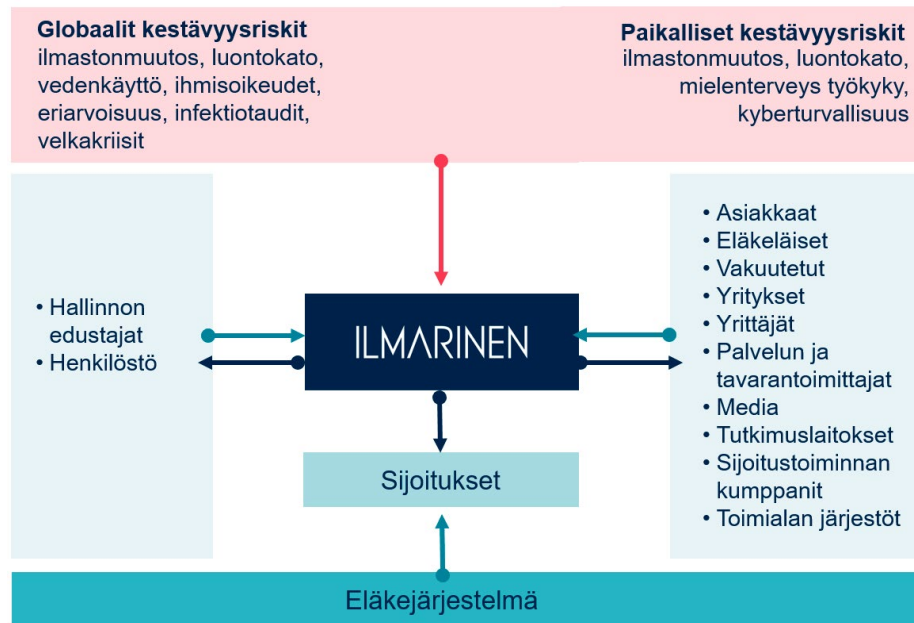 Globaalit kestävyysriskit
ilmastonmuutos, luontokato,
vedenkäyttö, ihmisoikeudet,
eriarvoisuus, infektiotaudit,
velkakriisit
Paikalliset kestävyysriskit
ilmastonmuutos, luontokato,
mielenterveys työkyky,
kyberturvallisuus
• Hallinnon
edustajat
• Henkilöstö
ILMARINEN
Sijoitukset
• Asiakkaat
• Eläkeläiset
• Vakuutetut
• Yritykset
• Yrittäjät
• Palvelun ja
tavarantoimittajat
• Media
• Tutkimuslaitokset
• Sijoitustoiminnan
kumppanit
• Toimialan järjestöt
Eläkejärjestelmä